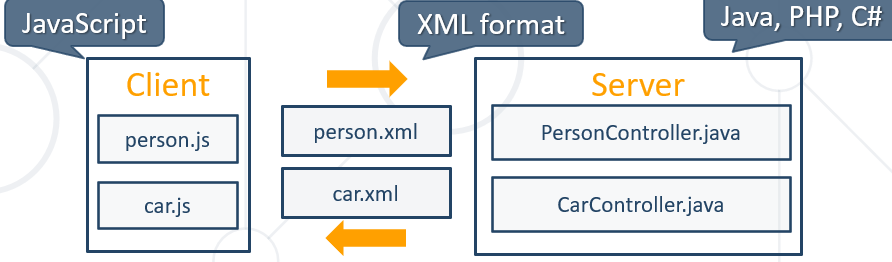 JavaScript
XML format
Java, PHP, C#
Client
Server
person.js
person.xml
PersonController.java
car.js
car.xml
CarController.java